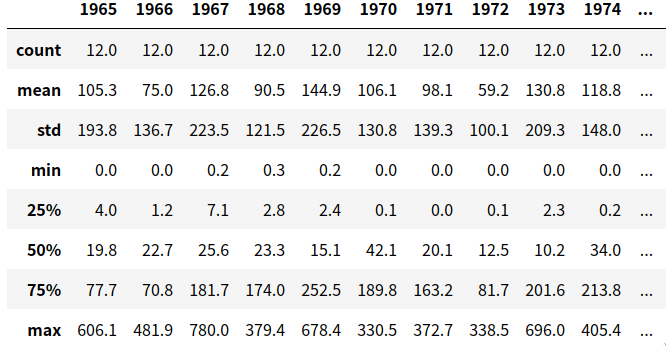 1965 1966 1967 1968 1969 1970 1971 1972 1973 1974 ...
count 12.0 12.0 12.0 12.0 12.0 12.0 12.0 12.0 12.0 12.0 ...
mean 105.3 75.0 126.8 90.5 144.9 106.1 98.1 59.2 130.8 118.8 ...
std 193.8 136.7 223.5 121.5 226.5 130.8 139.3 100.1 209.3 148.0 ...
min 0.0 0.0 0.2 0.3 0.2 0.0 0.0 0.0 0.0 0.0 ...
25% 4.0 1.2 7.1 2.8 2.4 0.1 0.0 0.1 2.3 0.2 ...
50% 19.8 22.7 25.6 23.3 15.1 42.1 20.1 12.5 10.2 34.0 ...
75% 77.7 70.8 181.7 174.0 252.5 189.8 163.2 81.7 201.6 213.8 ...
max 606.1 481.9 780.0 379.4 678.4 330.5 372.7 338.5 696.0 405.4 ...